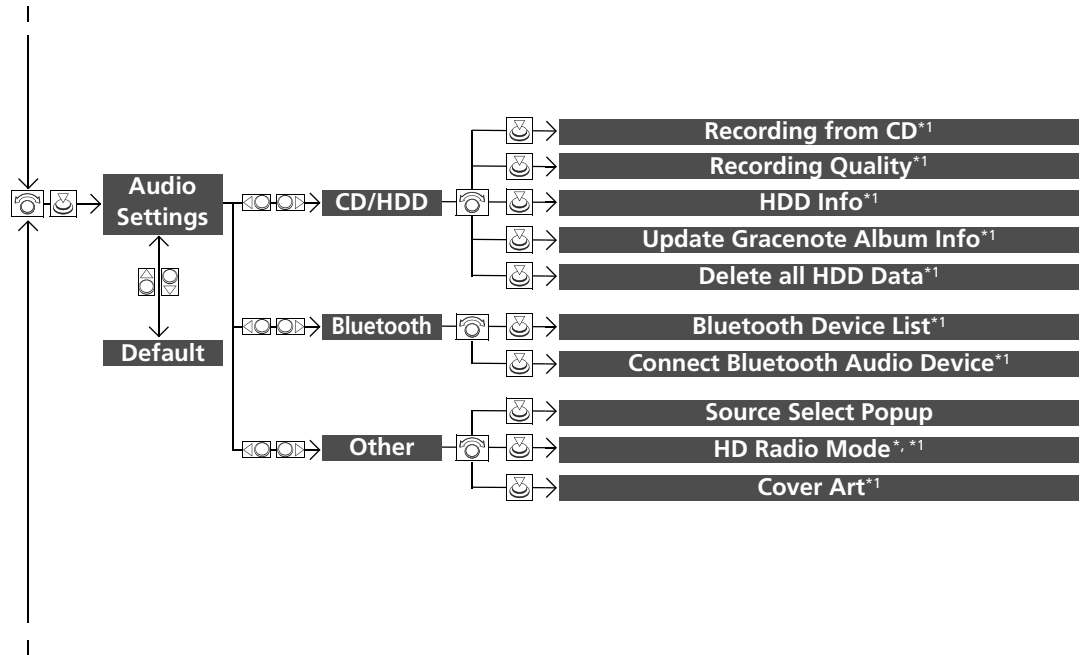 Recording from CD*1
Recording Quality*1
Audio
Settings
CD/HDD
HDD Info*1
Update Gracenote Album Info*1
Delete all HDD Data*1
Default
Bluetooth
Bluetooth Device List*1
Connect Bluetooth Audio Device*1
Source Select Popup
Other
HD Radio Mode*, *1
Cover Art*1